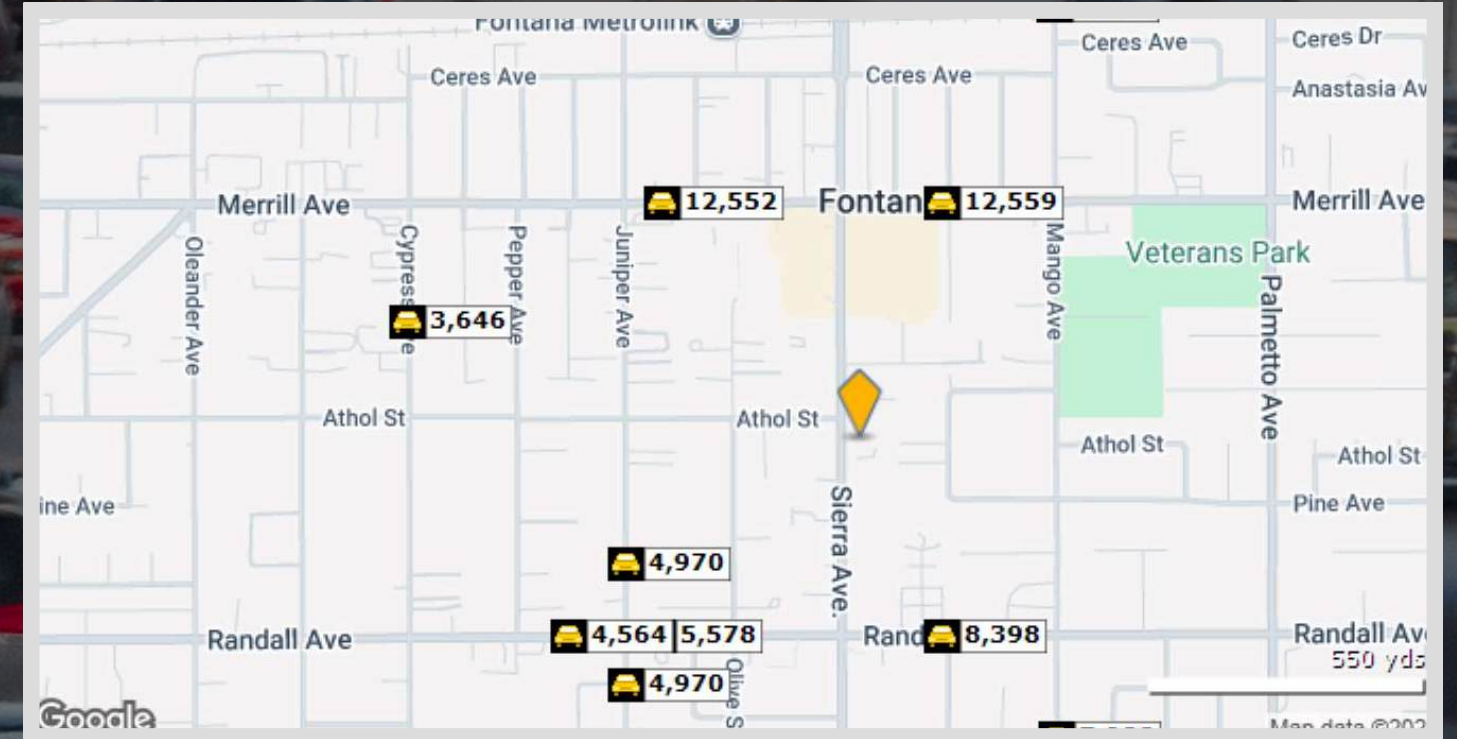 Fontana Metrolink
Ceres Ave
Ceres Dr
Ceres Ave
Ceres Ave
Anastasia Av
Merrill Ave
12,552
Fontan
12,559
Merrill Ave
Oleander Ave
Cypress Ave
Pepper Ave
Juniper Ave
Mango Ave
Veterans Park
Palmetto Ave
3,646
Athol St
Athol St
Athol St
Athol St
ine Ave
Sierra Ave.
Pine Ave
4,970
Randall Ave
4,564
5,578
Rand
8,398
Randall Av
550 yds
4,970
Olive S
Google
Map data ©202